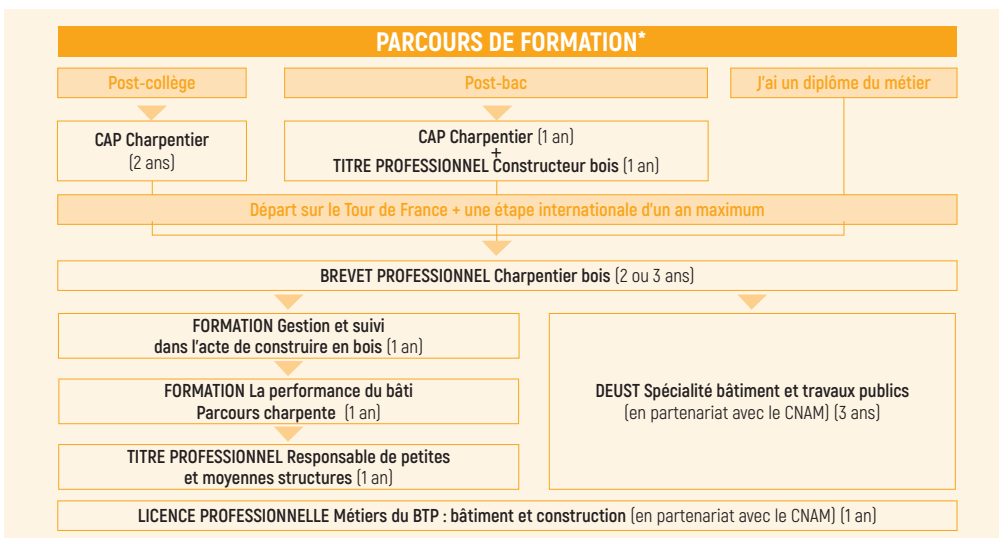 PARCOURS DE FORMATION*
Post-collège
Post-bac
J'ai un diplôme du métier
CAP Charpentier
(2 ans)
CAP Charpentier (1 an)
+
TITRE PROFESSIONNEL Constructeur bois (1 an)
Départ sur le Tour de France + une étape internationale d'un an maximum
BREVET PROFESSIONNEL Charpentier bois (2 ou 3 ans)
FORMATION Gestion et suivi
dans l'acte de construire en bois (1 an)
FORMATION La performance du bâti
Parcours charpente (1 an)
TITRE PROFESSIONNEL Responsable de petites
et moyennes structures (1 an)
DEUST Spécialité bâtiment et travaux publics
(en partenariat avec le CNAM) (3 ans)
LICENCE PROFESSIONNELLE Métiers du BTP : bâtiment et construction (en partenariat avec le CNAM) (1 an)